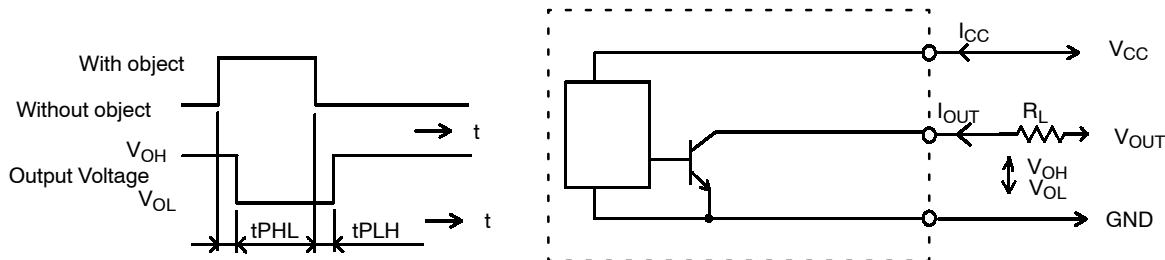 With object
Without object
t
VOH
Output Voltage
VOL
t
tPHL
tPLH
ICC
VCC
IOUT
RL
VOUT
VOH
VOL
GND